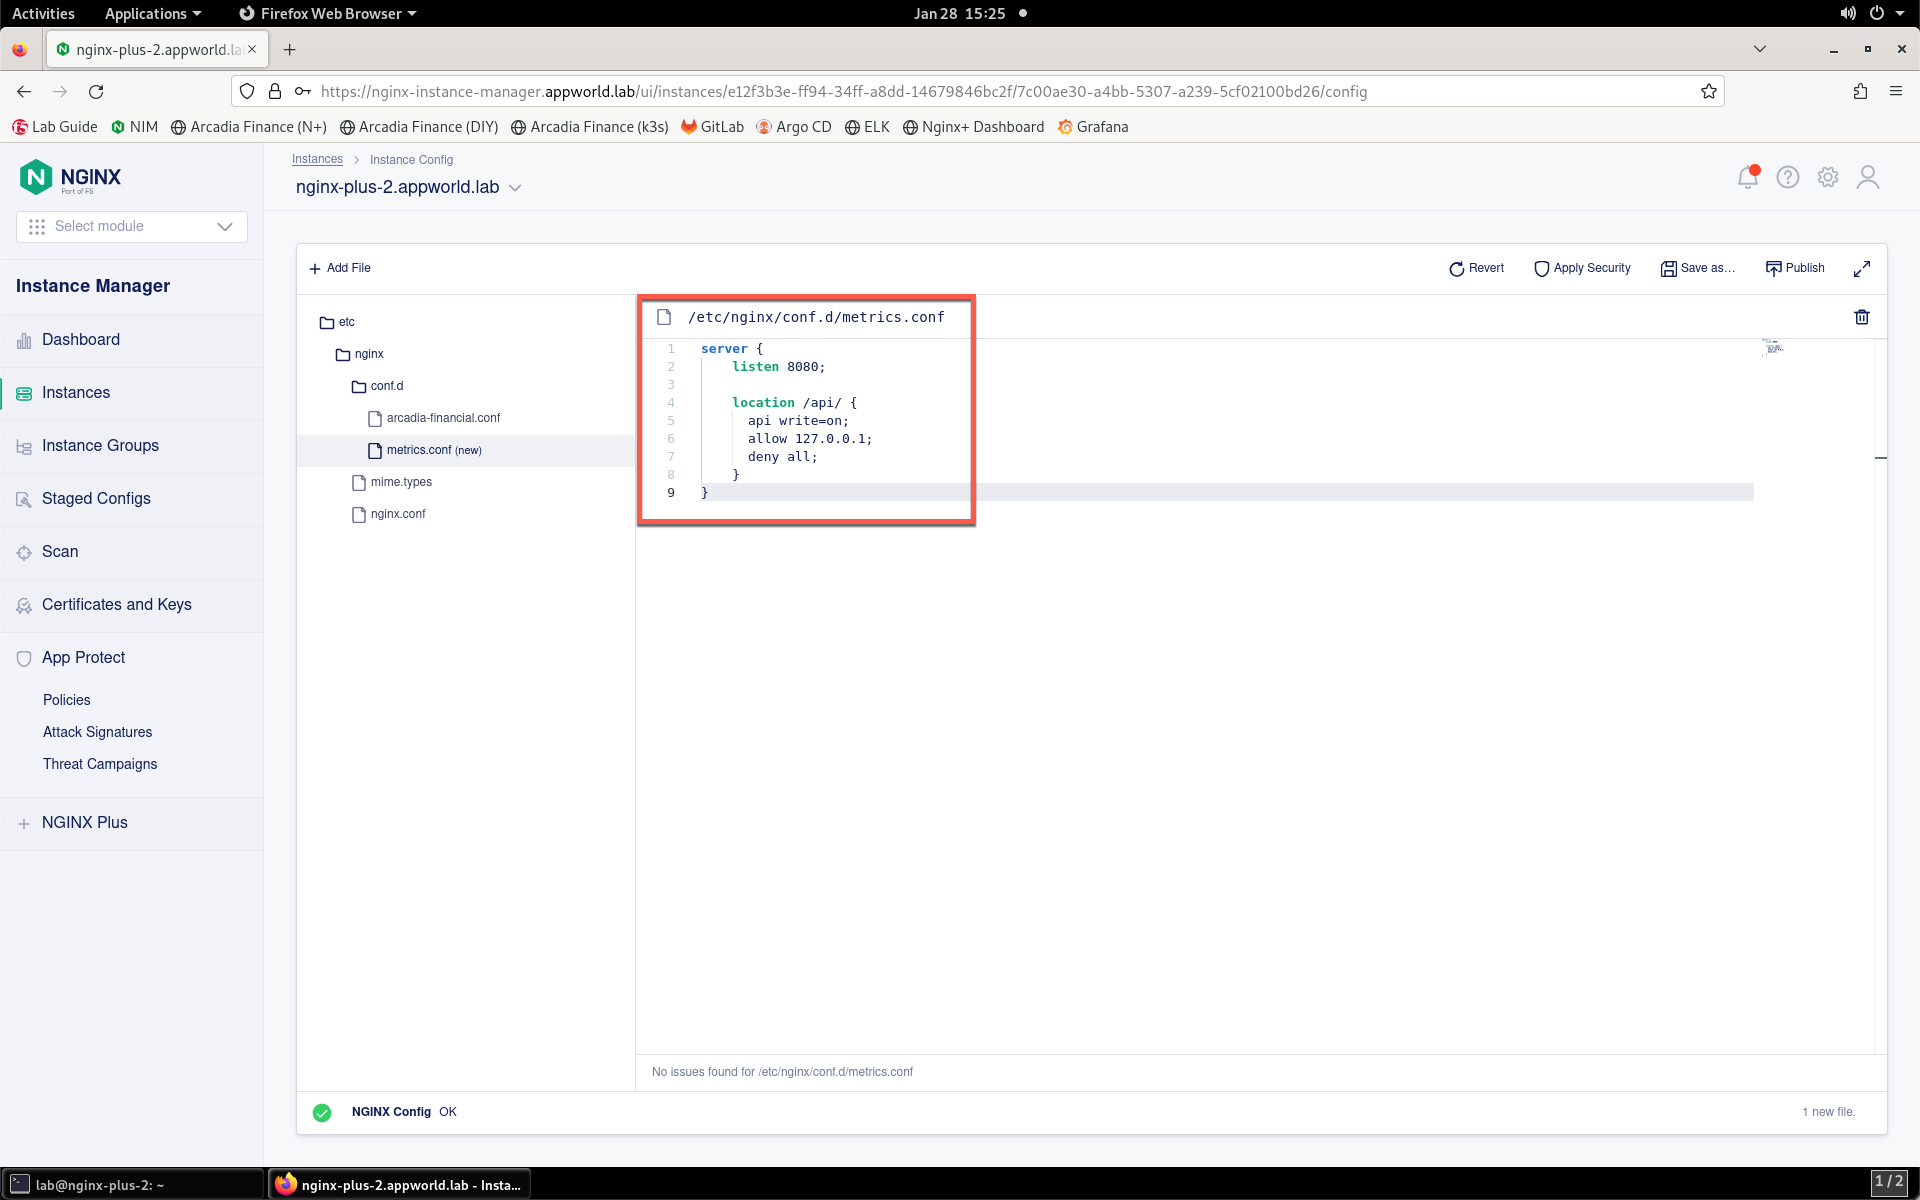 Activities Applications Firefox Web Browser Jan 28 15:25
nginx-plus-2.appworld.la
https://nginx-instance-manager.appworld.lab/ui/instances/e12f3b3e-ff94-34ff-a8dd-14679846bc2f/7c00ae30-a4bb-5307-a239-5cf02100bd26/config
Lab Guide NIM Arcadia Finance (N+) Arcadia Finance (DIY) Arcadia Finance (k3s) GitLab Argo CD ELK Nginx+ Dashboard Grafana
NGINX
Part of F5
Select module
Instance Manager
Dashboard
Instances
Instance Groups
Staged Configs
Scan
Certificates and Keys
App Protect
Policies
Attack Signatures
Threat Campaigns
NGINX Plus
Instances > Instance Config
nginx-plus-2.appworld.lab
+ Add File Revert Apply Security Save as... Publish
etc
nginx
conf.d
arcadia-financial.conf
metrics.conf (new)
mime.types
nginx.conf
/etc/nginx/conf.d/metrics.conf
1 server {
2 listen 8080;
3
4 location /api/ {
5 api write=on;
6 allow 127.0.0.1;
7 deny all;
8 }
9 }
No issues found for /etc/nginx/conf.d/metrics.conf
NGINX Config OK 1 new file.
lab@nginx-plus-2: ~ nginx-plus-2.appworld.lab - Insta... 1 / 2